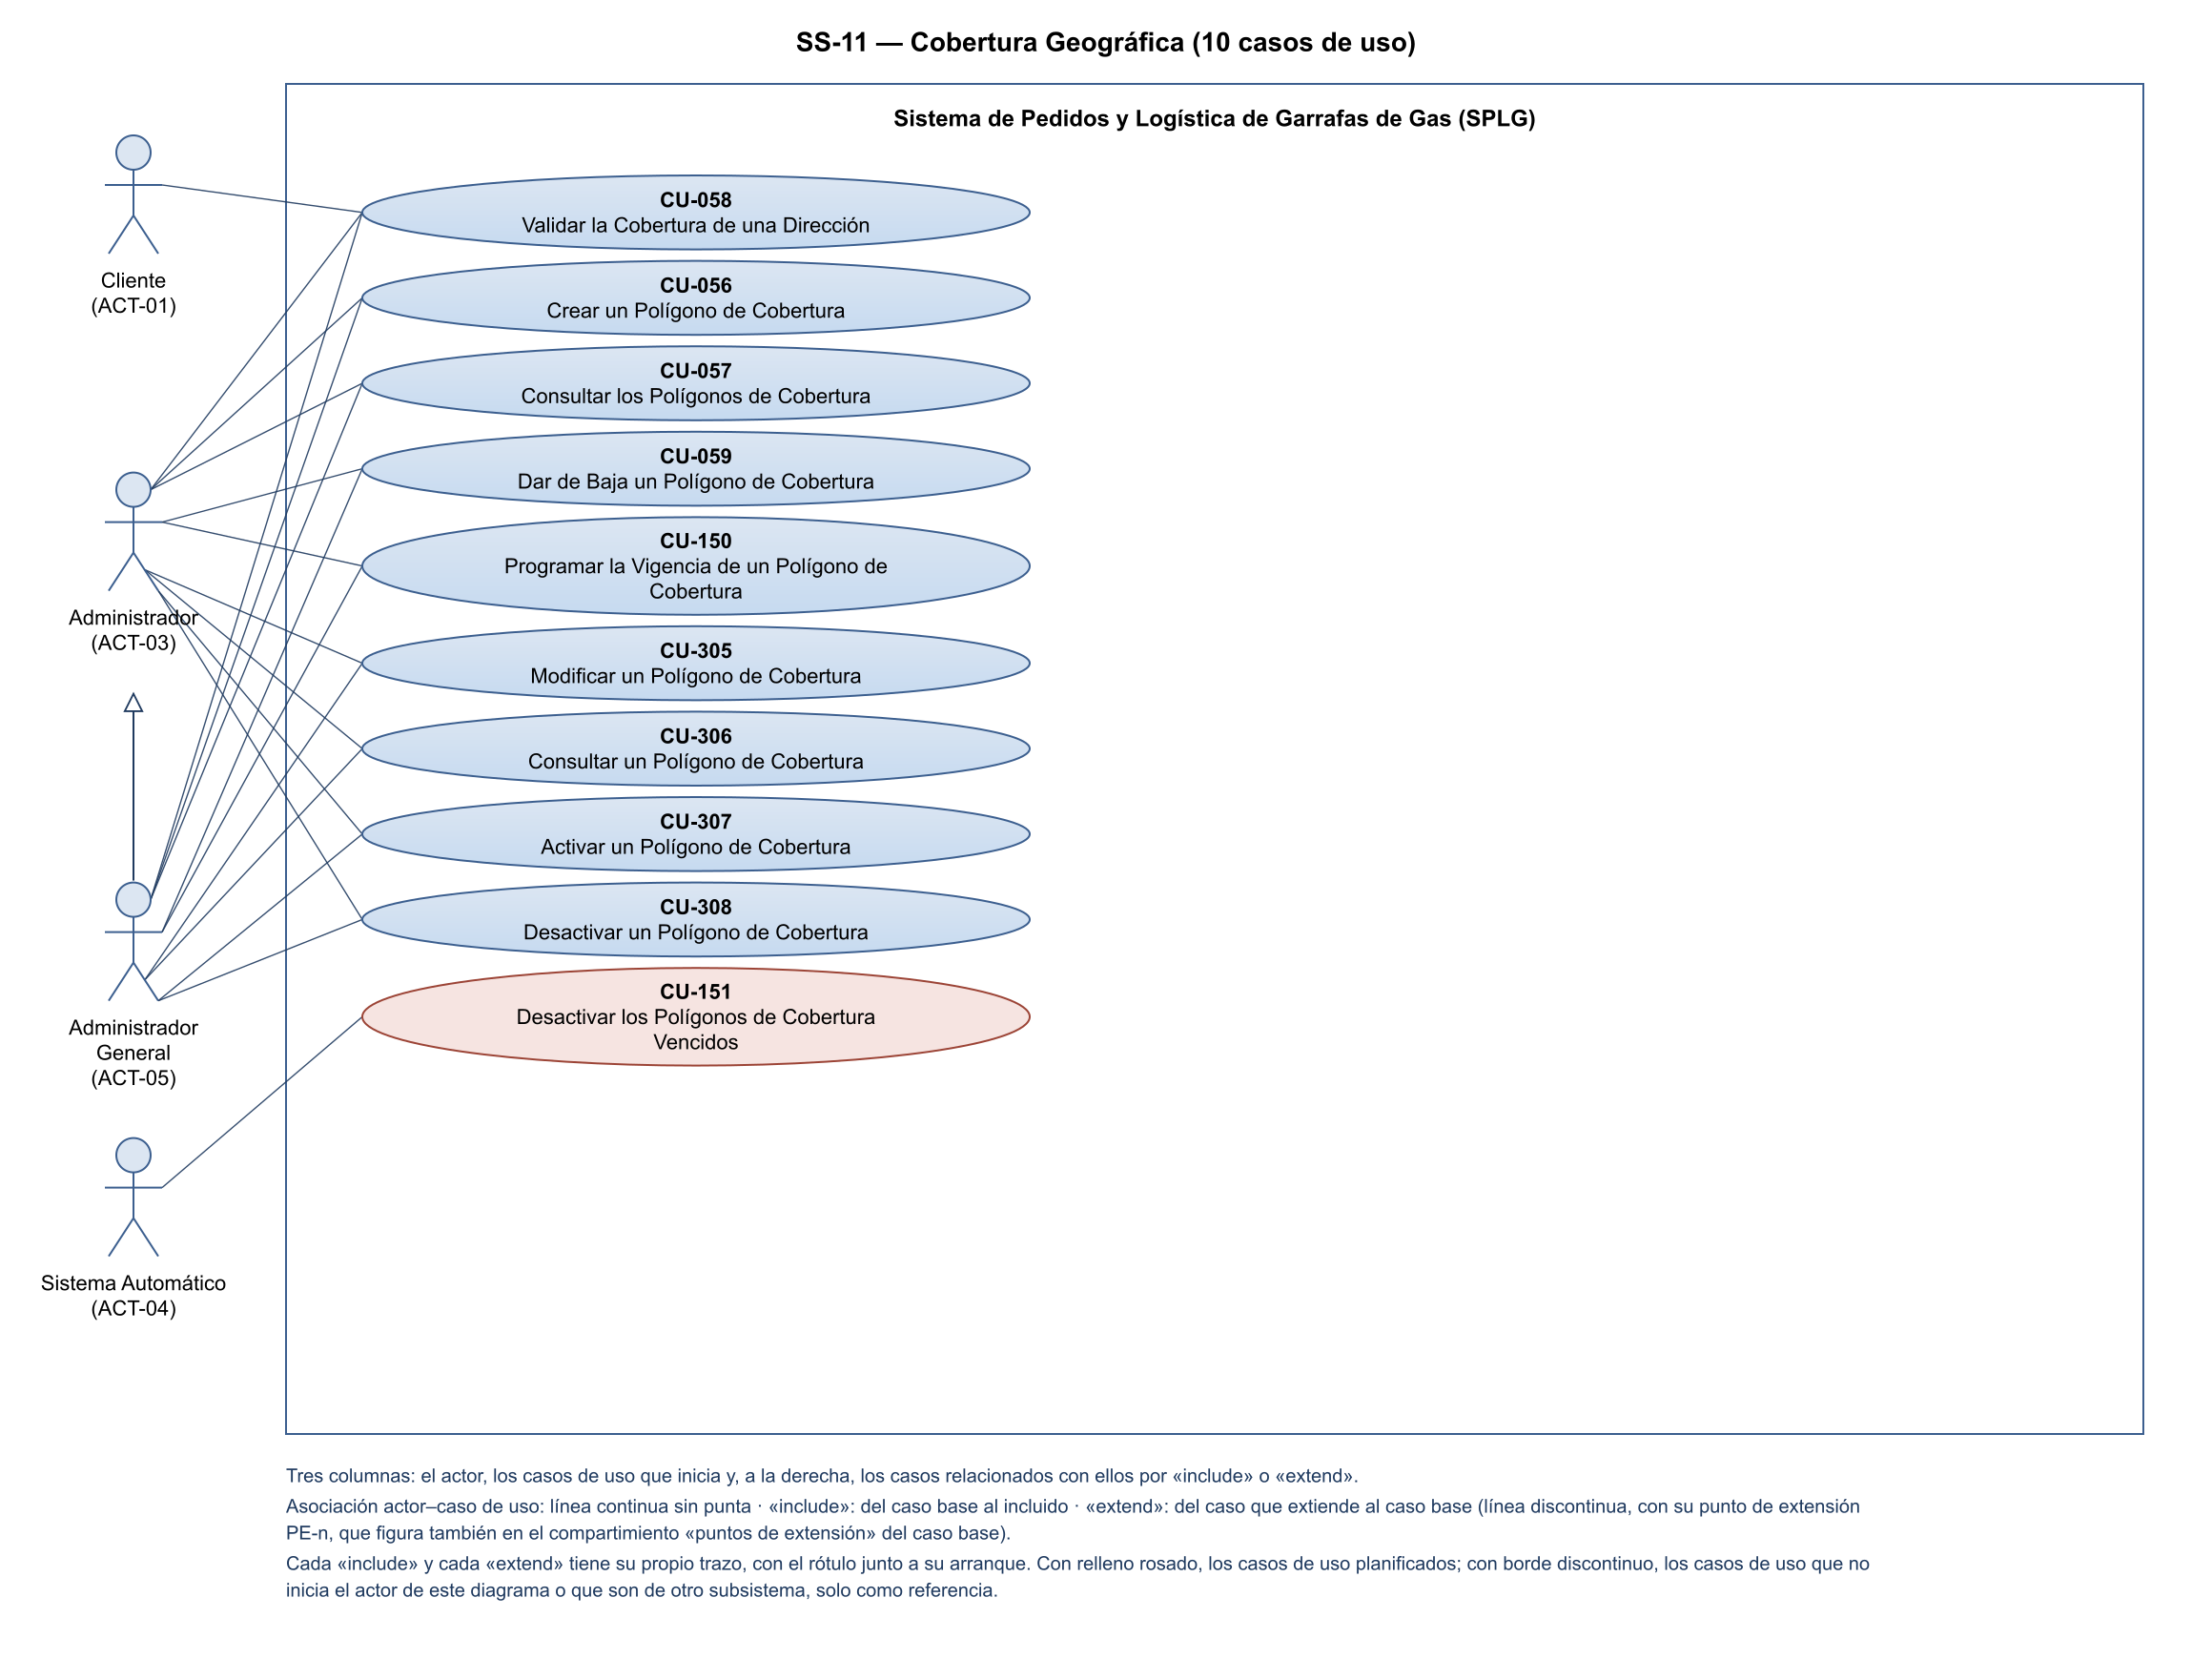 SS-11 — Cobertura Geográfica (10 casos de uso)
Sistema de Pedidos y Logística de Garrafas de Gas (SPLG)
Cliente
(ACT-01)
Administrador
(ACT-03)
Administrador
General
(ACT-05)
Sistema Automático
(ACT-04)
CU-058
Validar la Cobertura de una Dirección
CU-056
Crear un Polígono de Cobertura
CU-057
Consultar los Polígonos de Cobertura
CU-059
Dar de Baja un Polígono de Cobertura
CU-150
Programar la Vigencia de un Polígono de
Cobertura
CU-305
Modificar un Polígono de Cobertura
CU-306
Consultar un Polígono de Cobertura
CU-307
Activar un Polígono de Cobertura
CU-308
Desactivar un Polígono de Cobertura
CU-151
Desactivar los Polígonos de Cobertura
Vencidos
Tres columnas: el actor, los casos de uso que inicia y, a la derecha, los casos relacionados con ellos por «include» o «extend».
Asociación actor–caso de uso: línea continua sin punta · «include»: del caso base al incluido · «extend»: del caso que extiende al caso base (línea discontinua, con su punto de extensión
PE-n, que figura también en el compartimiento «puntos de extensión» del caso base).
Cada «include» y cada «extend» tiene su propio trazo, con el rótulo junto a su arranque. Con relleno rosado, los casos de uso planificados; con borde discontinuo, los casos de uso que no
inicia el actor de este diagrama o que son de otro subsistema, solo como referencia.